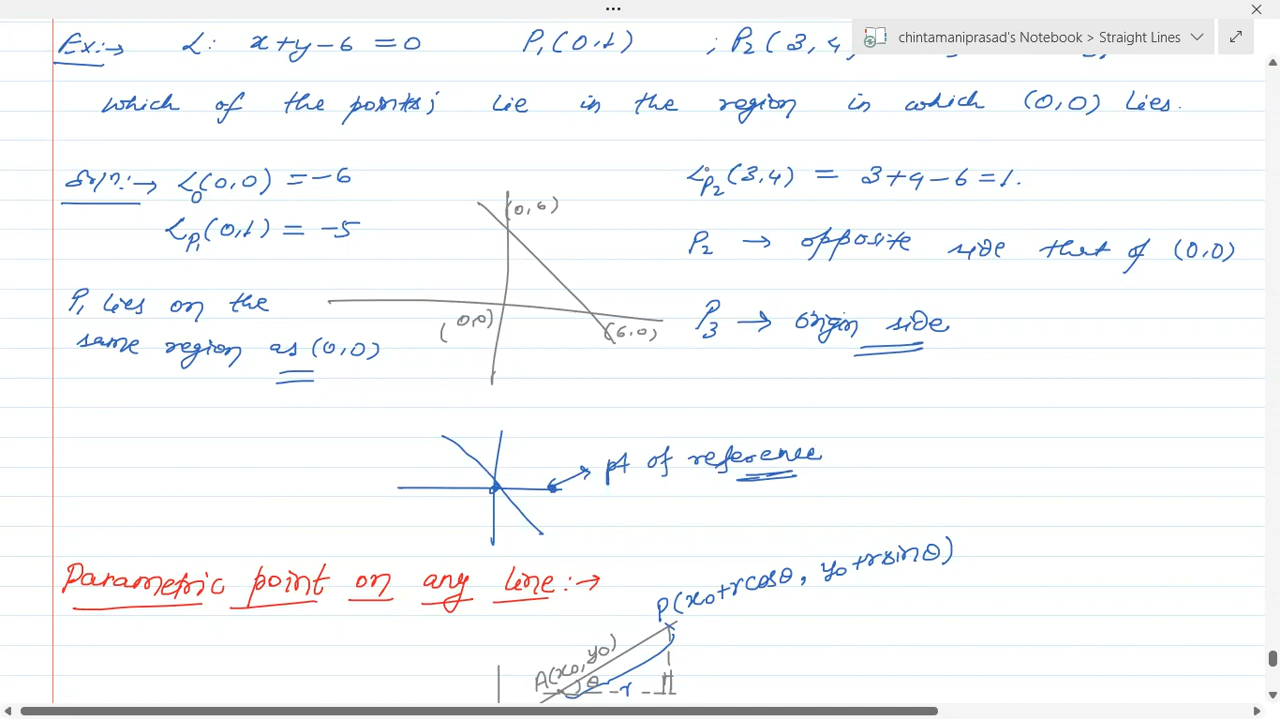 chintamaniprasad's Notebook > Straight Lines
Ex:→ L: x+y-6=0 P₁(0,1) ; P₂(3,4
which of the points; lie in the region in which (0,0) lies.
Sol^n:→ L₀(0,0) = -6
L_P₁(0,1) = -5
P₁ lies on the
same region as (0,0)
(0,6)
(0,0)
(6,0)
L_P₂(3,4) = 3+4-6=1.
P₂ → opposite side that of (0,0)
P₃ → origin side
pt of reference
Parametric point on any line:→
P(x₀+rcosθ, y₀+rsinθ)
A(x₀,y₀)
θ
r